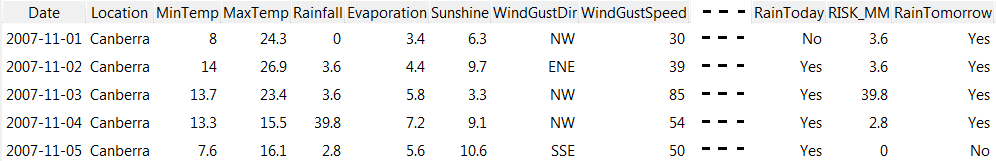 Date Location MinTemp MaxTemp Rainfall Evaporation Sunshine WindGustDir WindGustSpeed - - - RainToday RISK_MM RainTomorrow
2007-11-01 Canberra 8 24.3 0 3.4 6.3 NW 30 - - - No 3.6 Yes
2007-11-02 Canberra 14 26.9 3.6 4.4 9.7 ENE 39 - - - Yes 3.6 Yes
2007-11-03 Canberra 13.7 23.4 3.6 5.8 3.3 NW 85 - - - Yes 39.8 Yes
2007-11-04 Canberra 13.3 15.5 39.8 7.2 9.1 NW 54 - - - Yes 2.8 Yes
2007-11-05 Canberra 7.6 16.1 2.8 5.6 10.6 SSE 50 - - - Yes 0 No